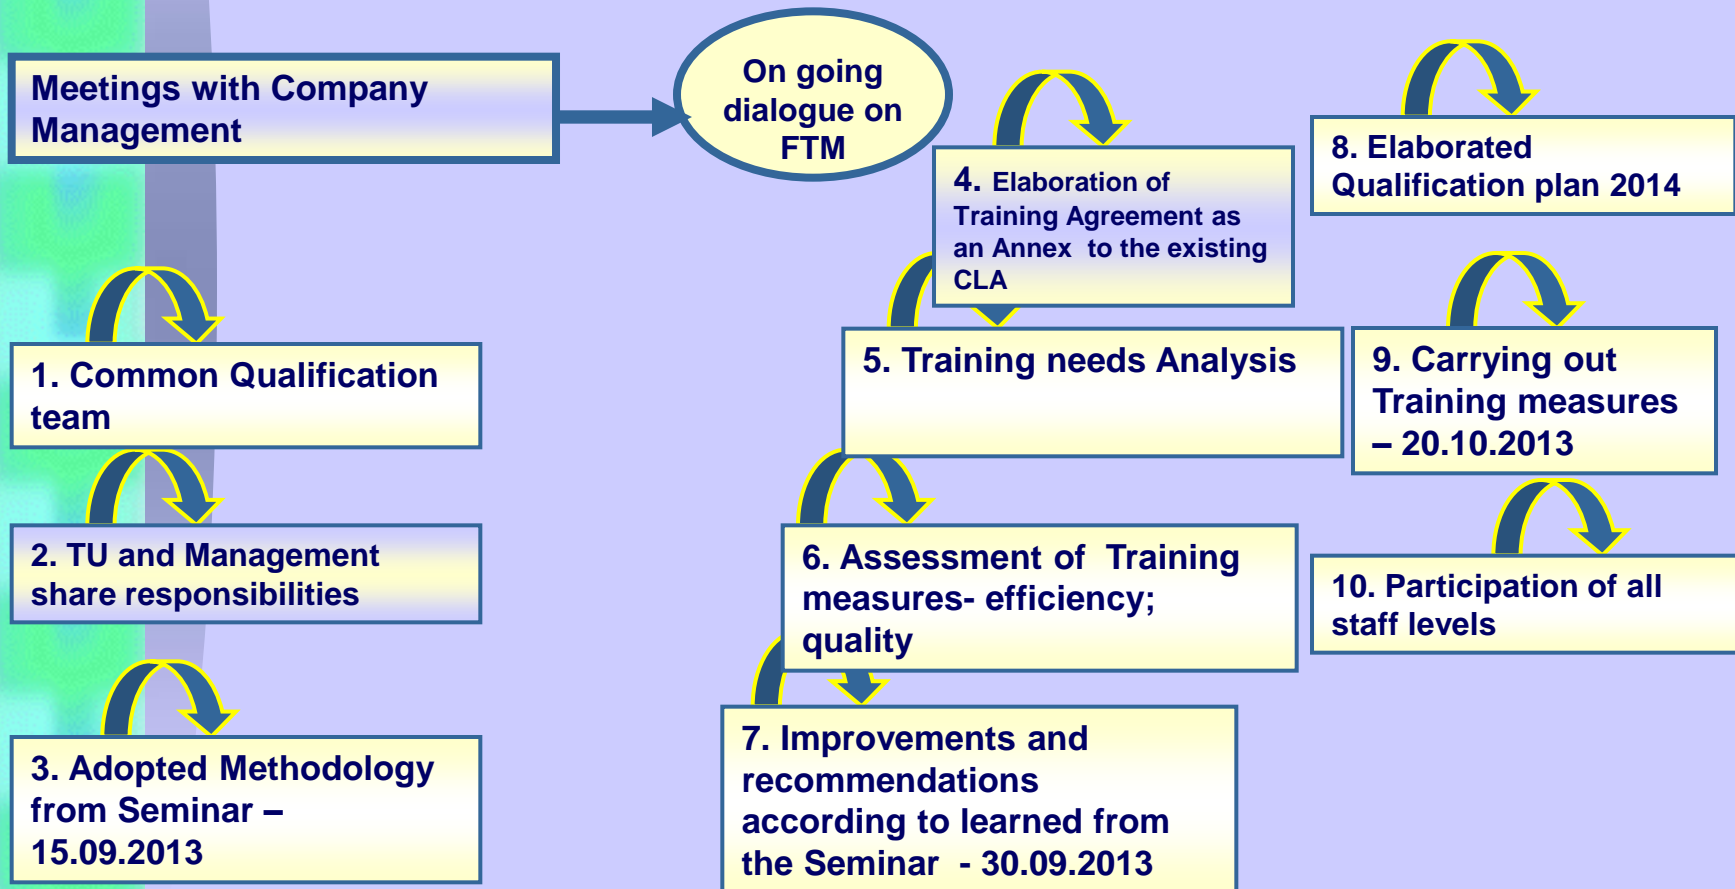 Meetings with Company
Management
On going
dialogue on
FTM
1. Common Qualification
team
2. TU and Management
share responsibilities
3. Adopted Methodology
from Seminar –
15.09.2013
4. Elaboration of
Training Agreement as
an Annex to the existing
CLA
5. Training needs Analysis
6. Assessment of Training
measures- efficiency;
quality
7. Improvements and
recommendations
according to learned from
the Seminar - 30.09.2013
8. Elaborated
Qualification plan 2014
9. Carrying out
Training measures
– 20.10.2013
10. Participation of all
staff levels